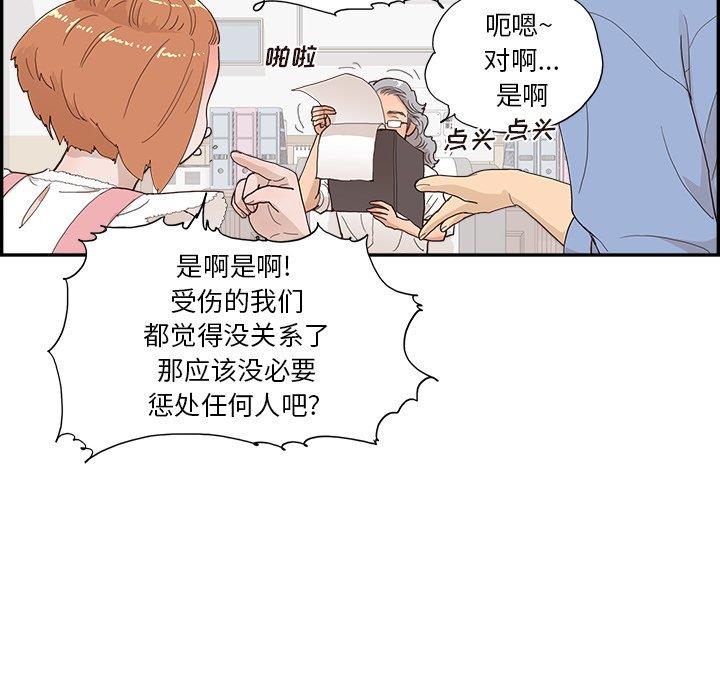 呃嗯~
对啊...
是啊
啪啦
点头 点头
是啊是啊!
受伤的我们
都觉得没关系了
那应该没必要
惩处任何人吧?